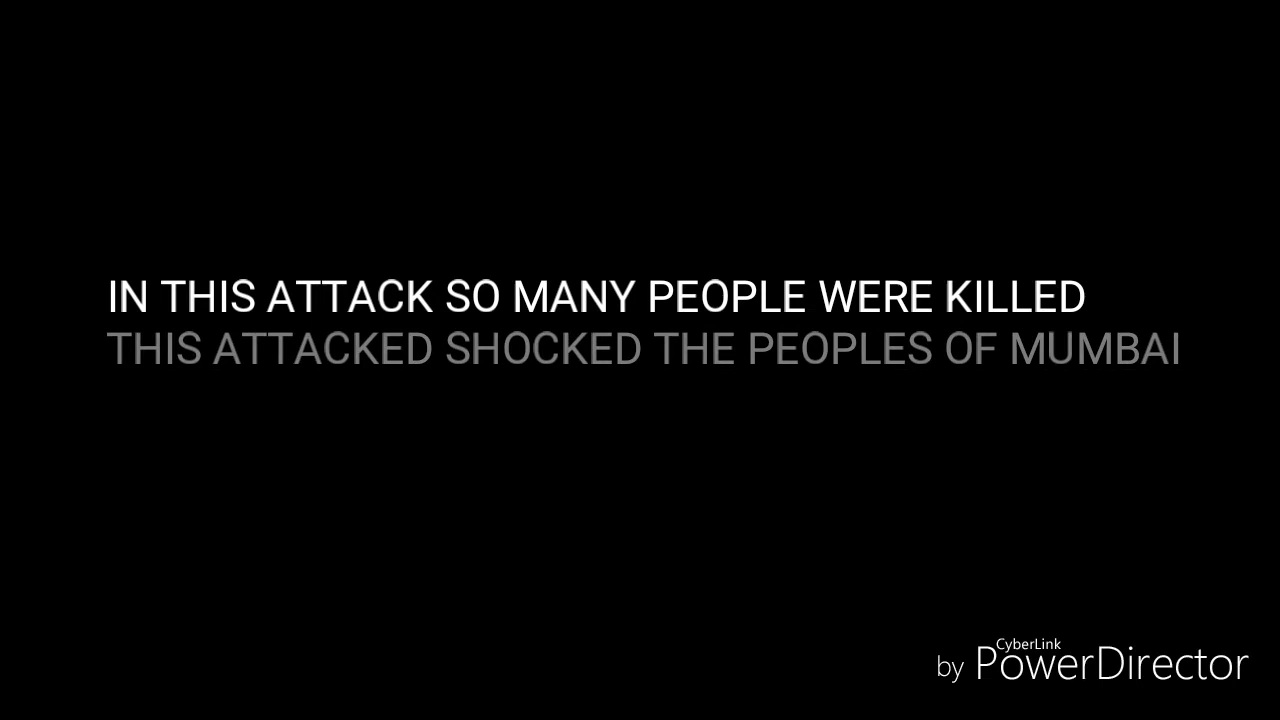 IN THIS ATTACK SO MANY PEOPLE WERE KILLED
THIS ATTACKED SHOCKED THE PEOPLES OF MUMBAI
CyberLink
by PowerDirector